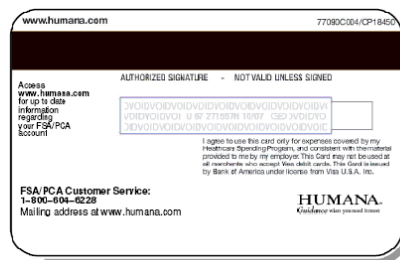 www.humana.com 77080C004/CP18450
AUTHORIZED SIGNATURE - NOT VALID UNLESS SIGNED
Access
www.humana.com
for up to date
information
regarding
your FSA/PCA
account
I agree to use this card only for expenses covered by my
Healthcare Spending Program, and consistent with the material
provided to me by my employer. This Card may not be used at
all merchants who accept Visa debit cards. This Card is issued
by Bank of America under license from Visa U.S.A. Inc.
FSA/PCA Customer Service:
1-800-604-6228
Mailing address at www.humana.com
HUMANA.
Guidance when you need it most